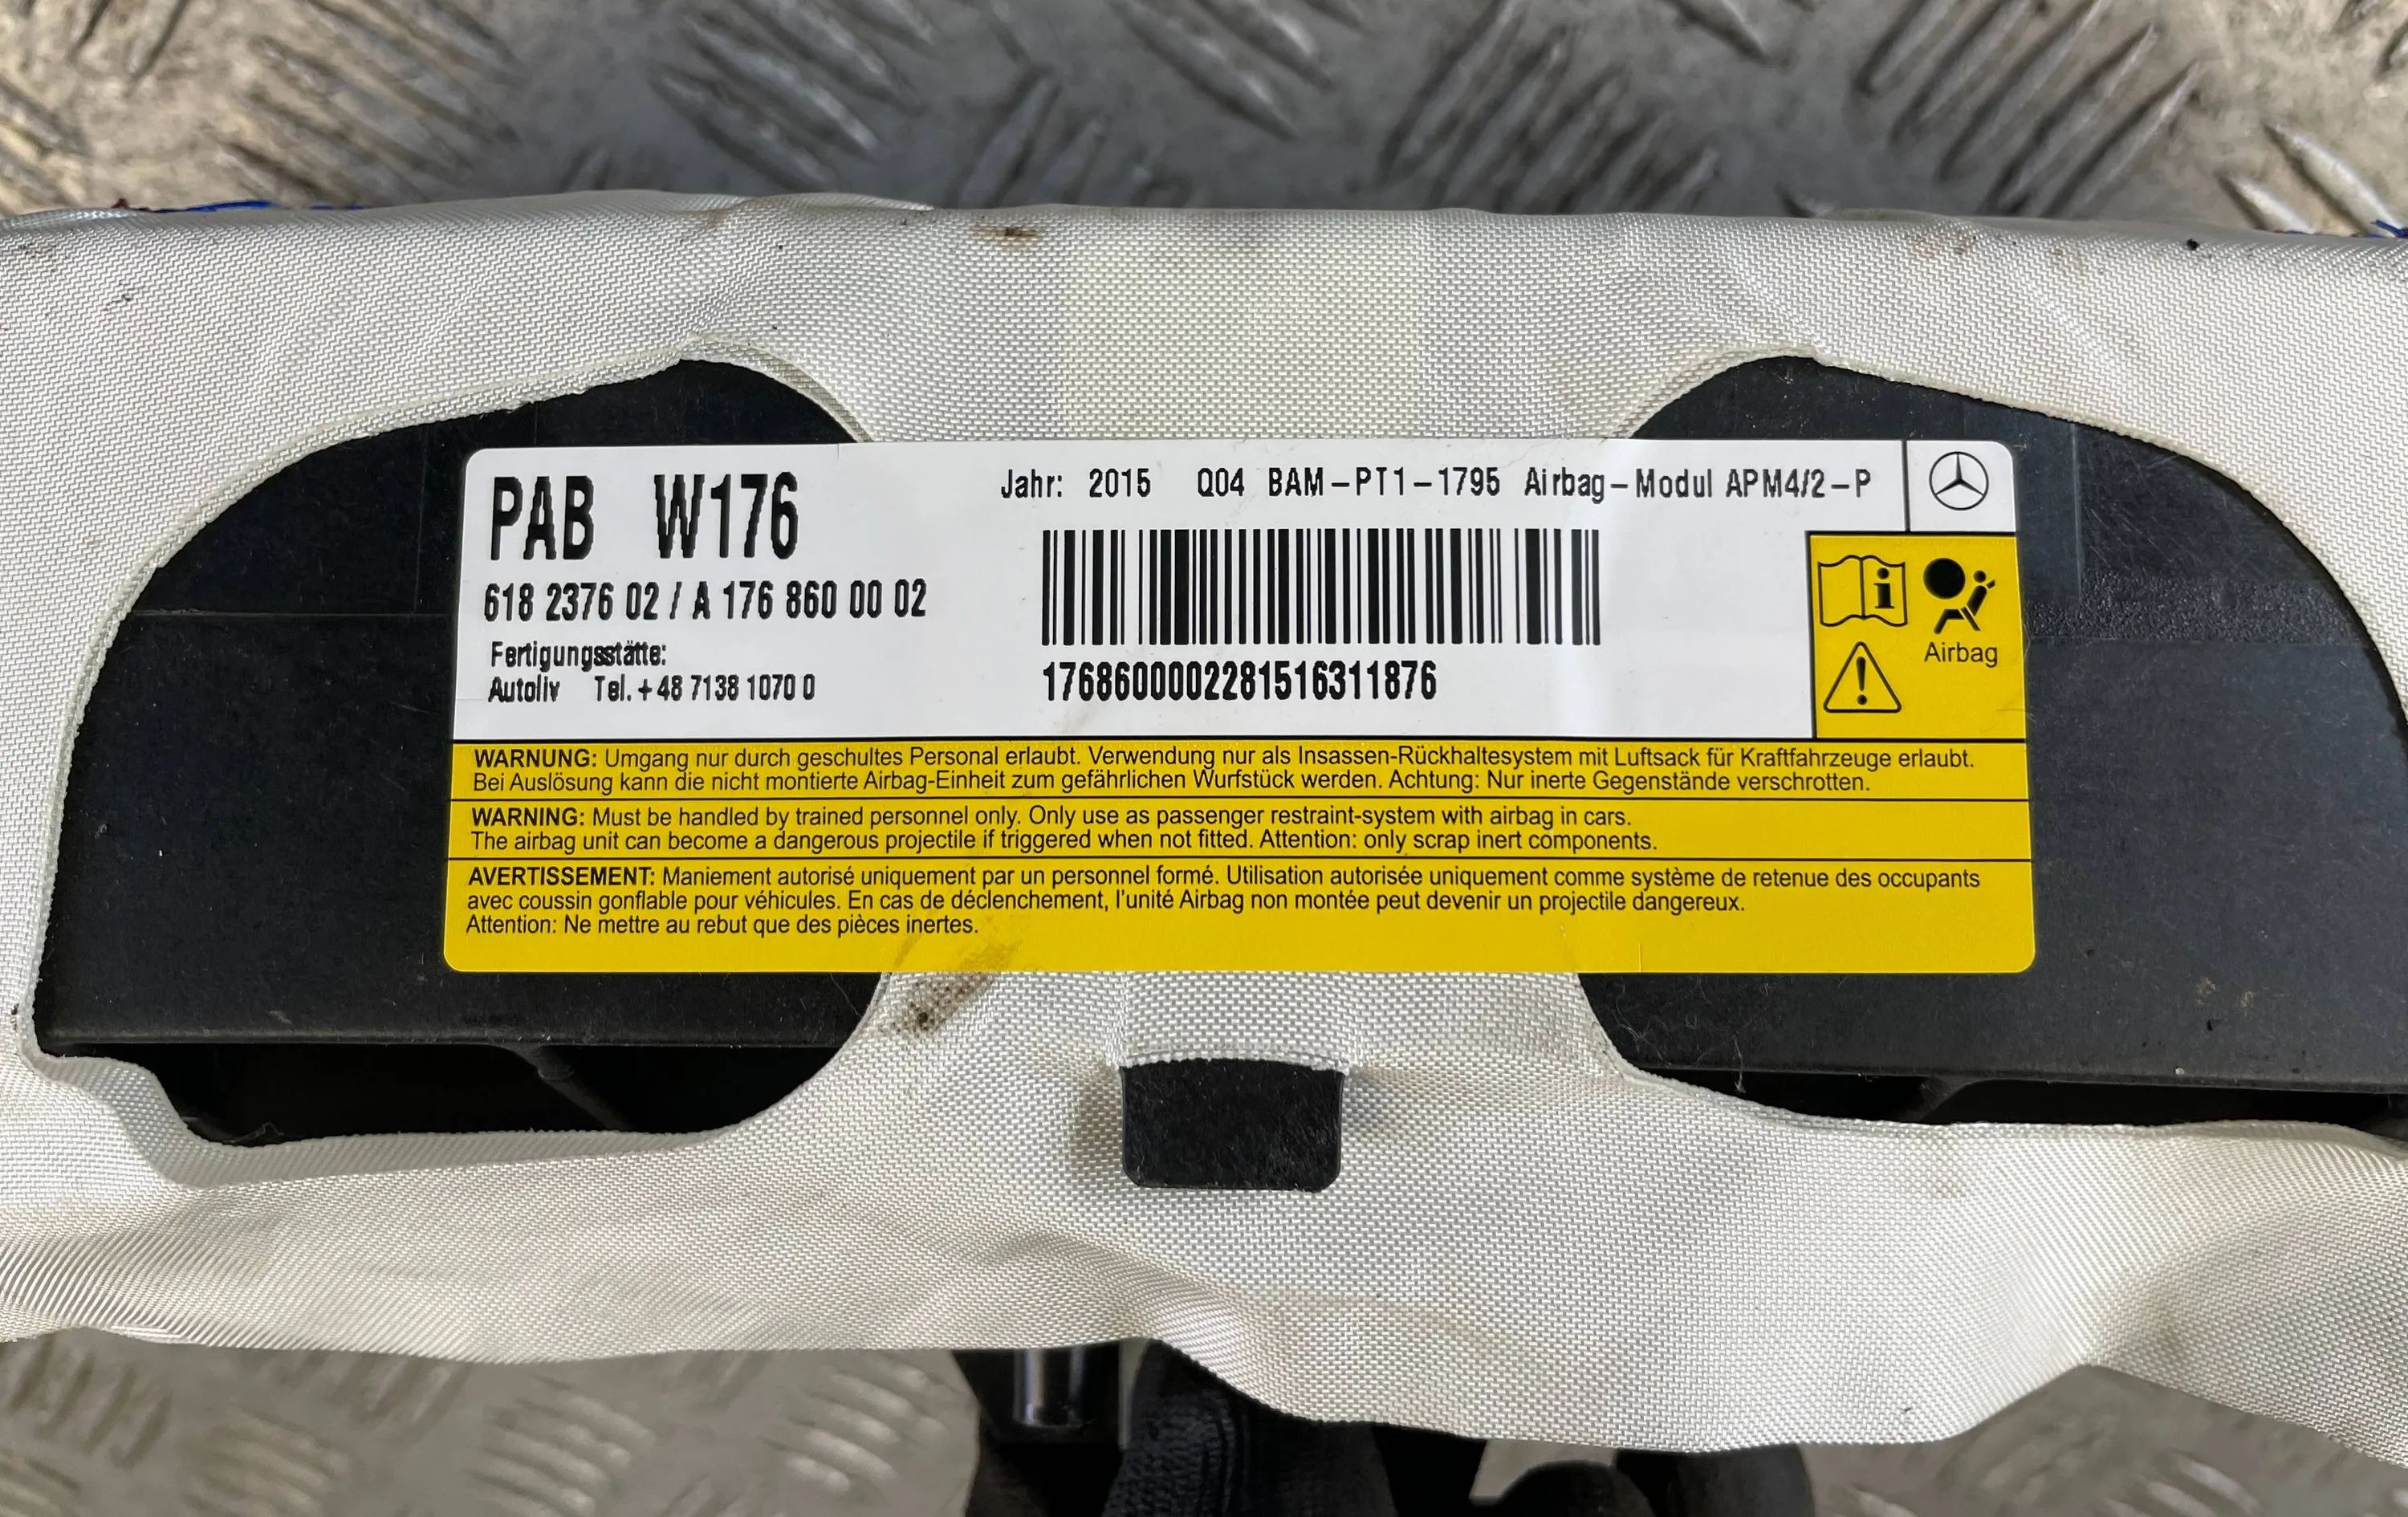 PAB W176
Jahr: 2015 Q04 BAM-PT1-1795 Airbag-Modul APM4/2-P
618 2376 02 / A 176 860 00 02
Fertigungsstätte:
Autoliv Tel. +48 7138 1070 0
1768600002281516311876
Airbag
WARNUNG: Umgang nur durch geschultes Personal erlaubt. Verwendung nur als Insassen-Rückhaltesystem mit Luftsack für Kraftfahrzeuge erlaubt.
Bei Auslösung kann die nicht montierte Airbag-Einheit zum gefährlichen Wurfstück werden. Achtung: Nur inerte Gegenstände verschrotten.
WARNING: Must be handled by trained personnel only. Only use as passenger restraint-system with airbag in cars.
The airbag unit can become a dangerous projectile if triggered when not fitted. Attention: only scrap inert components.
AVERTISSEMENT: Maniement autorisé uniquement par un personnel formé. Utilisation autorisée uniquement comme système de retenue des occupants
avec coussin gonflable pour véhicules. En cas de déclenchement, l'unité Airbag non montée peut devenir un projectile dangereux.
Attention: Ne mettre au rebut que des pièces inertes.